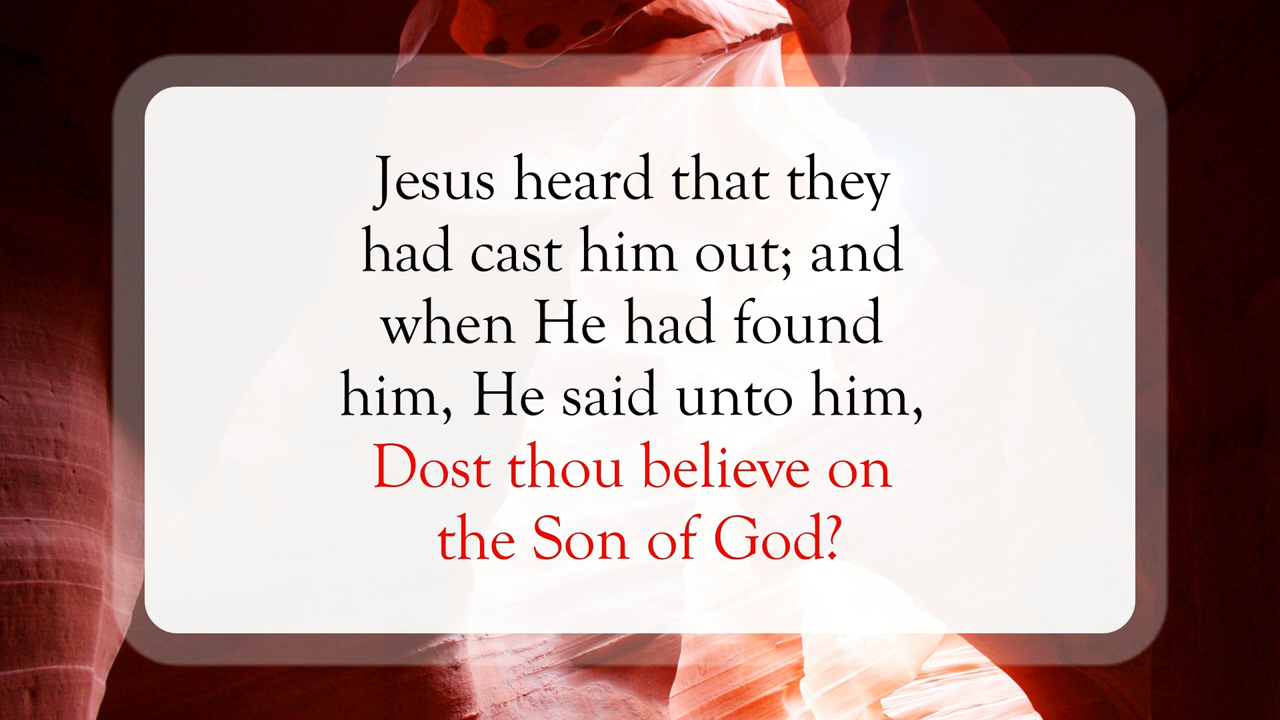 Jesus heard that they
had cast him out; and
when He had found
him, He said unto him,
Dost thou believe on
the Son of God?